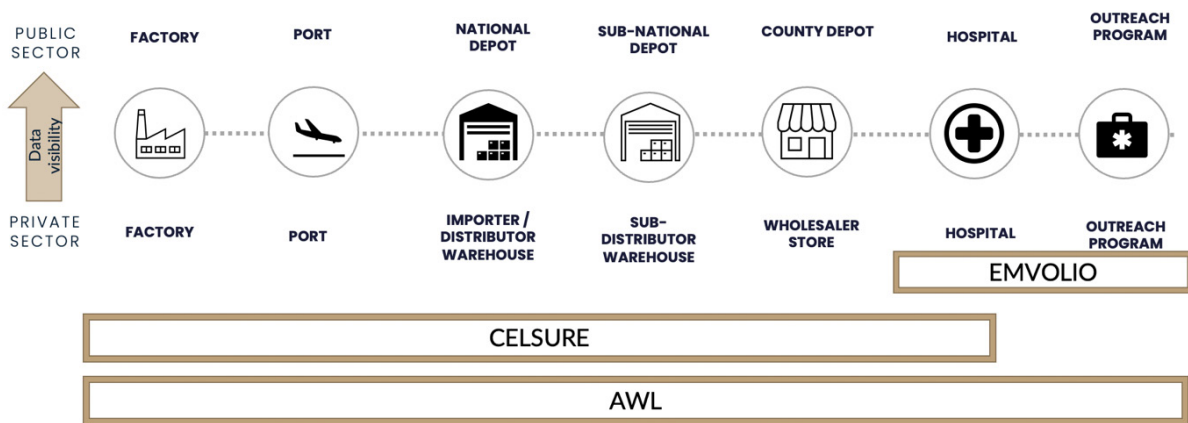 PUBLIC
SECTOR
FACTORY
PORT
NATIONAL
DEPOT
SUB-NATIONAL
DEPOT
COUNTY DEPOT
HOSPITAL
OUTREACH
PROGRAM
Data
visibility
PRIVATE
SECTOR
FACTORY
PORT
IMPORTER /
DISTRIBUTOR
WAREHOUSE
SUB-
DISTRIBUTOR
WAREHOUSE
WHOLESALER
STORE
HOSPITAL
OUTREACH
PROGRAM
EMVOLIO
CELSURE
AWL